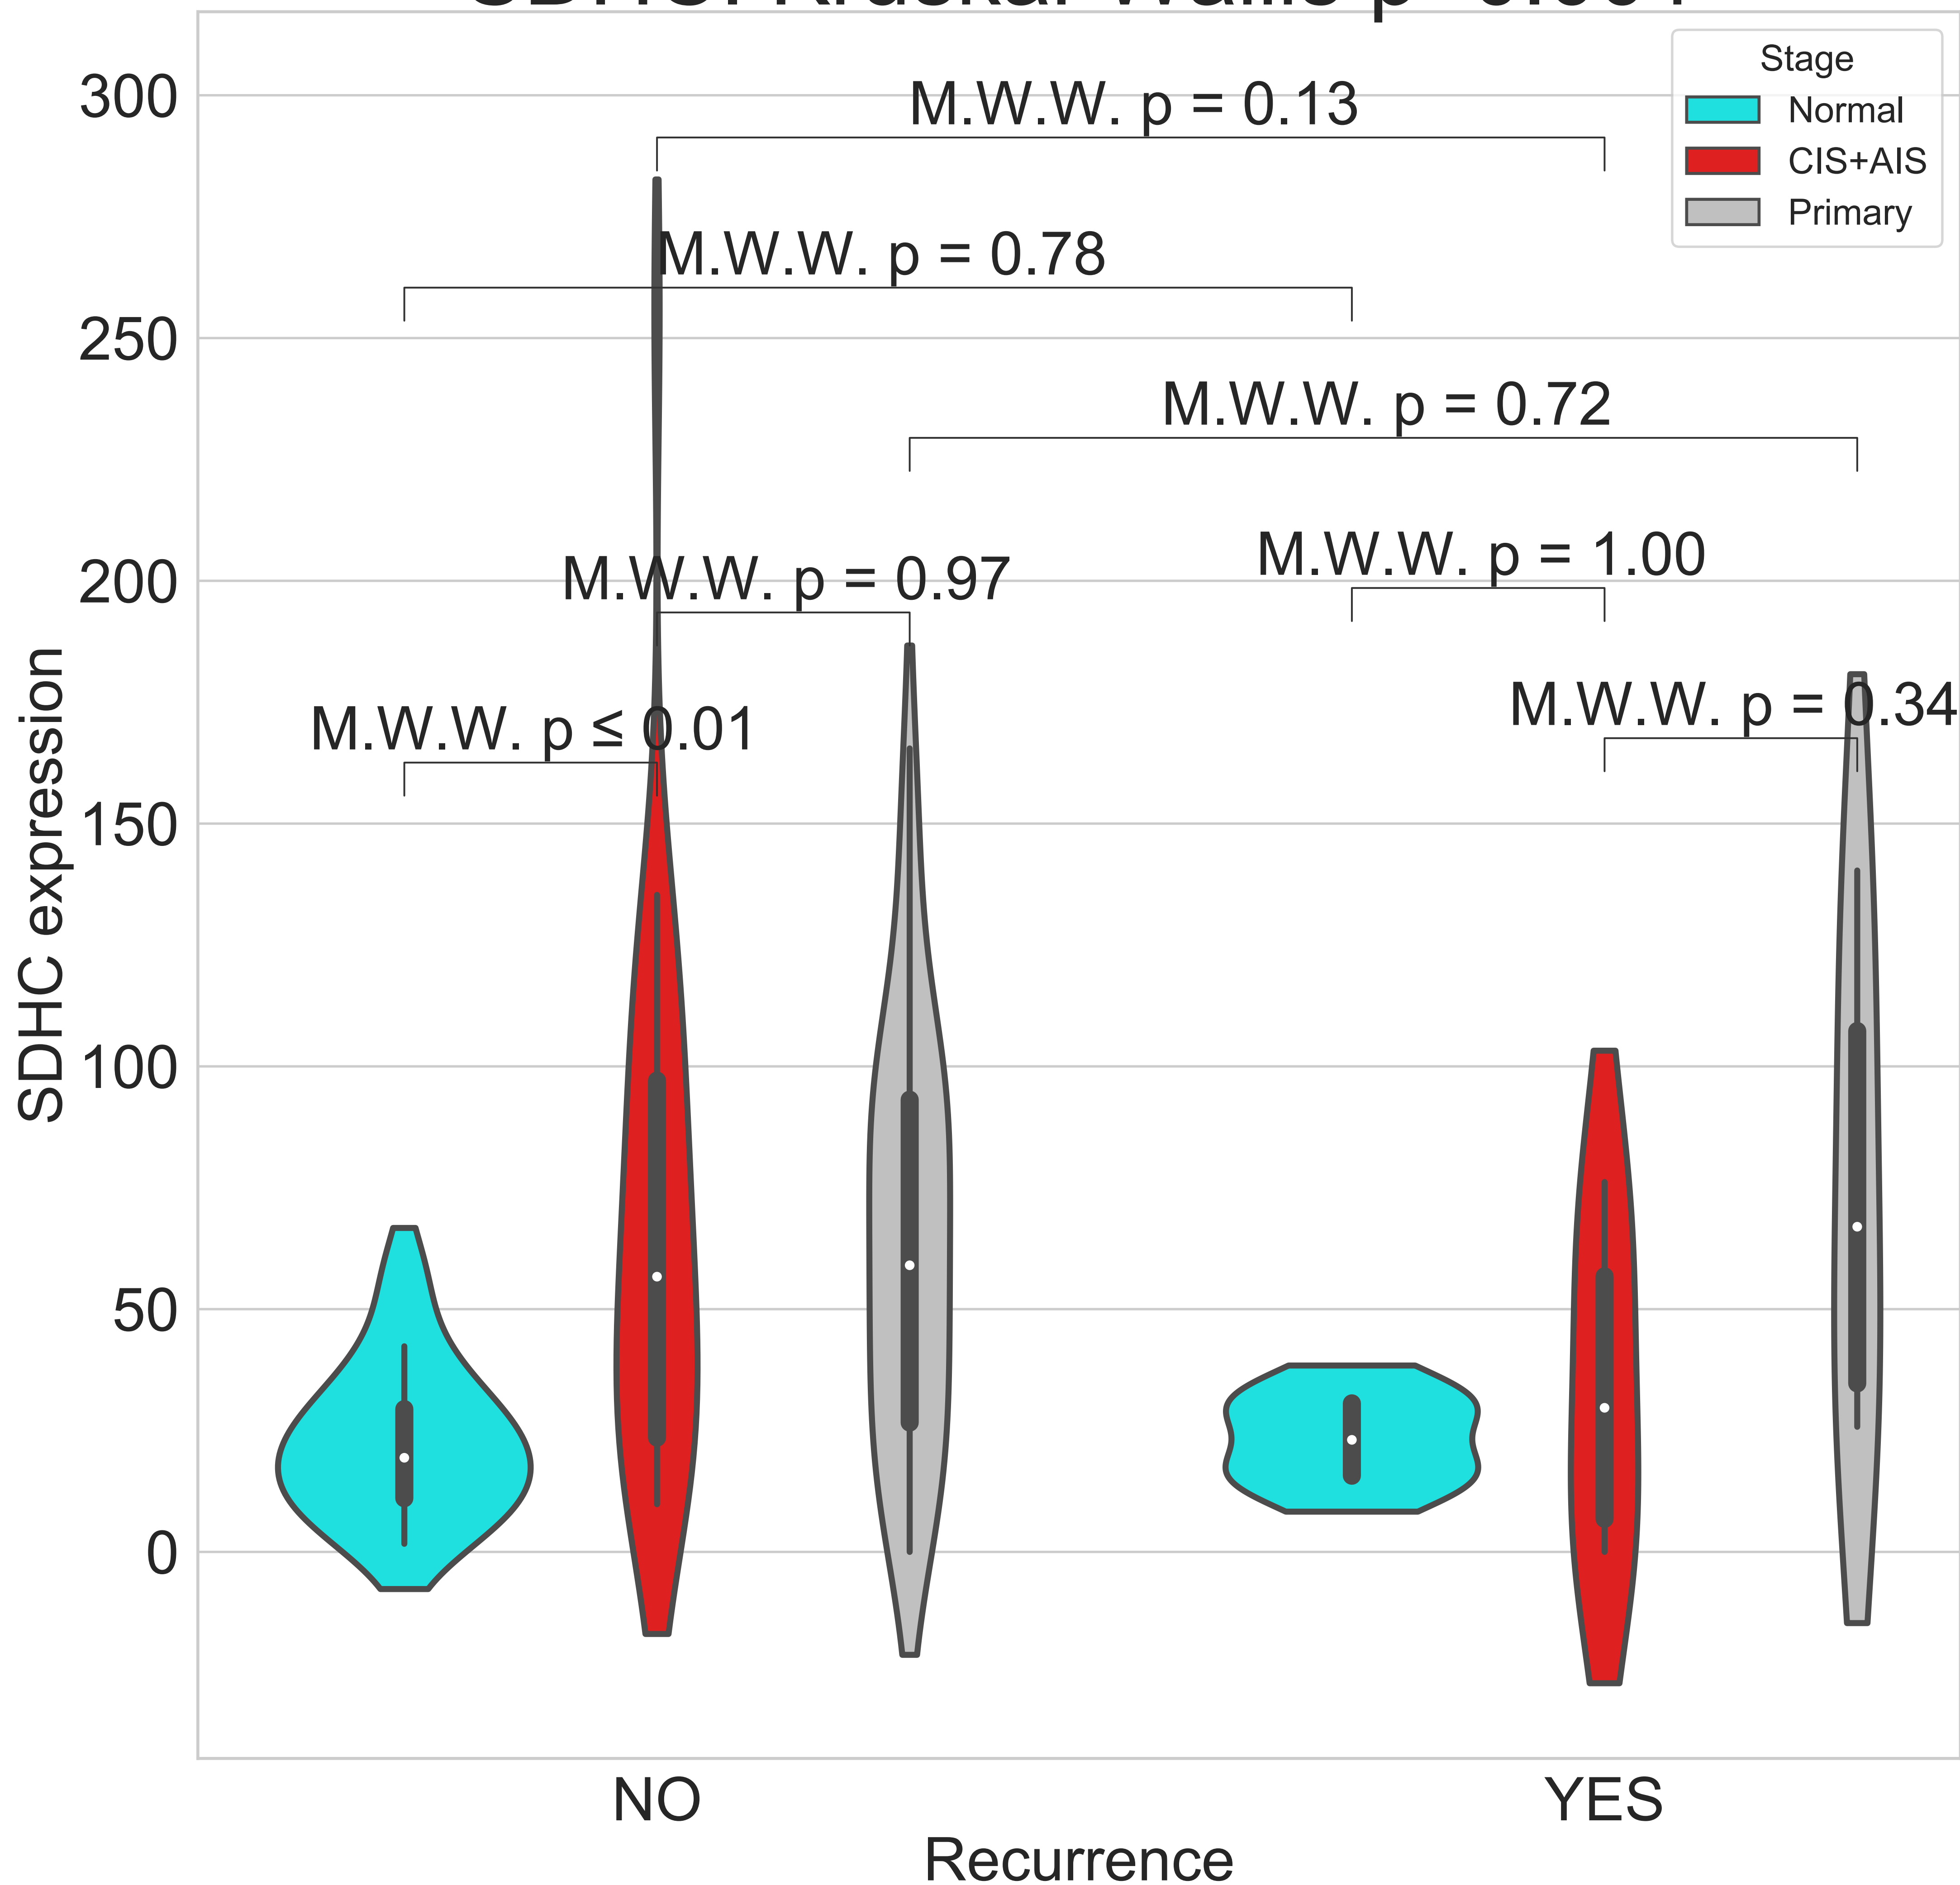 Stage
Normal
CIS+AIS
Primary
M.W.W. p = 0.13
M.W.W. p = 0.78
M.W.W. p = 0.72
M.W.W. p = 1.00
M.W.W. p = 0.97
M.W.W. p = 0.34
M.W.W. p ≤ 0.01
300
250
200
150
100
50
0
SDHC expression
NO
YES
Recurrence